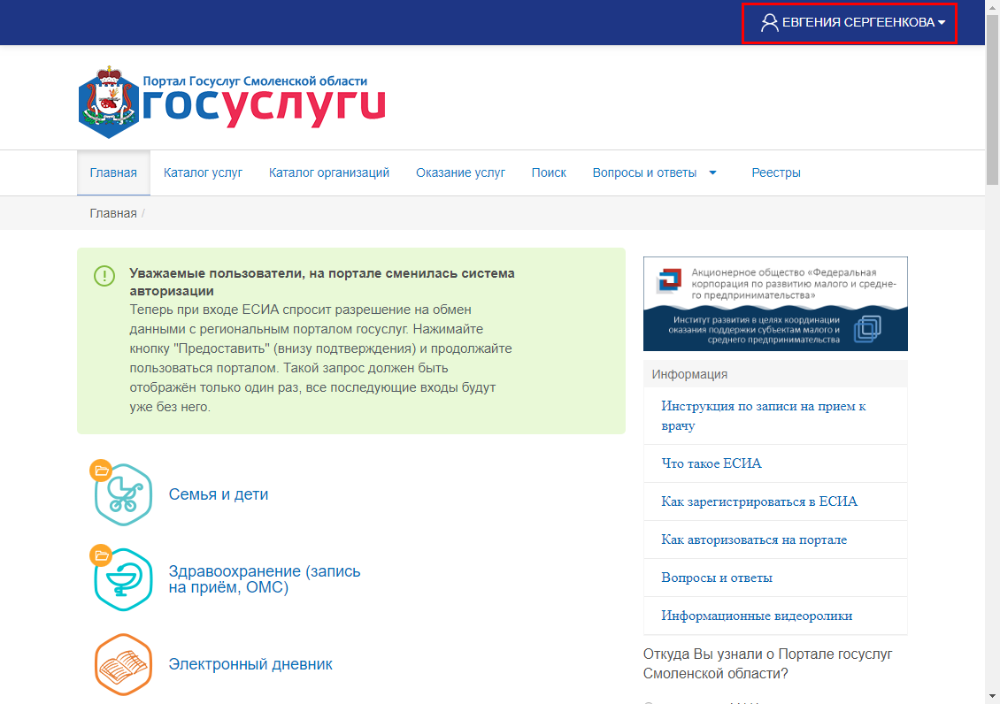 ЕВГЕНИЯ СЕРГЕЕНКОВА
Портал Госуслуг Смоленской области
госуслуги
Главная Каталог услуг Каталог организаций Оказание услуг Поиск Вопросы и ответы Реестры
Главная /
Уважаемые пользователи, на портале сменилась система
авторизации
Теперь при входе ЕСИА спросит разрешение на обмен
данными с региональным порталом госуслуг. Нажимайте
кнопку "Предоставить" (внизу подтверждения) и продолжайте
пользоваться порталом. Такой запрос должен быть
отображён только один раз, все последующие входы будут
уже без него.
Семья и дети
Здравоохранение (запись
на приём, ОМС)
Электронный дневник
Акционерное общество «Федеральная
корпорация по развитию малого и средне-
го предпринимательства»
Институт развития в целях координации
оказания поддержки субъектам малого и
среднего предпринимательства
Информация
Инструкция по записи на прием к
врачу
Что такое ЕСИА
Как зарегистрироваться в ЕСИА
Как авторизоваться на портале
Вопросы и ответы
Информационные видеоролики
Откуда Вы узнали о Портале госуслуг
Смоленской области?